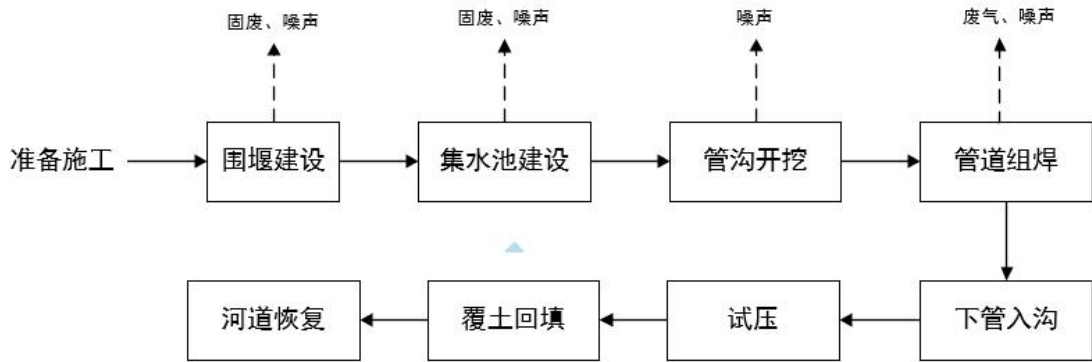 固废、噪声
固废、噪声
噪声
废气、噪声
准备施工
围堰建设
集水池建设
管沟开挖
管道组焊
河道恢复
覆土回填
试压
下管入沟